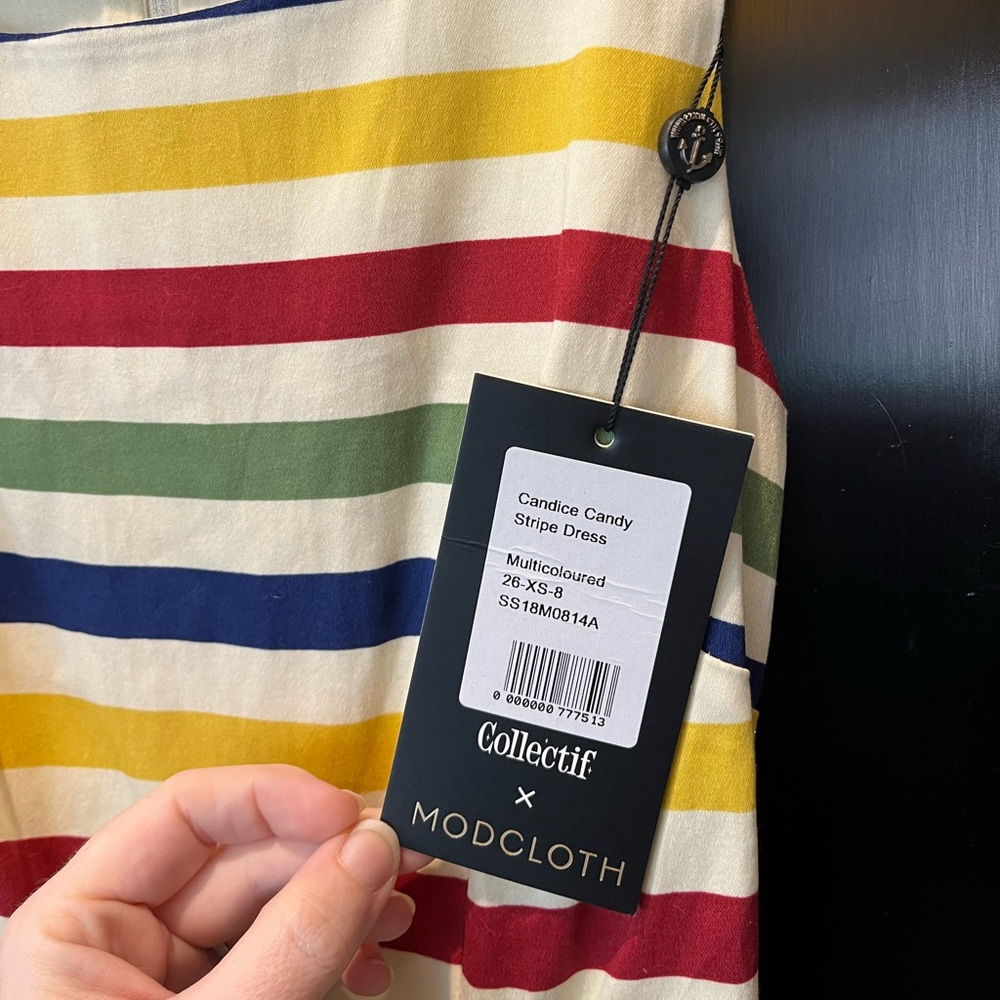 Candice Candy
Stripe Dress
Multicoloured
26-XS-8
SS18M0814A
0 000000 777513
Collectif
x
MODCLOTH